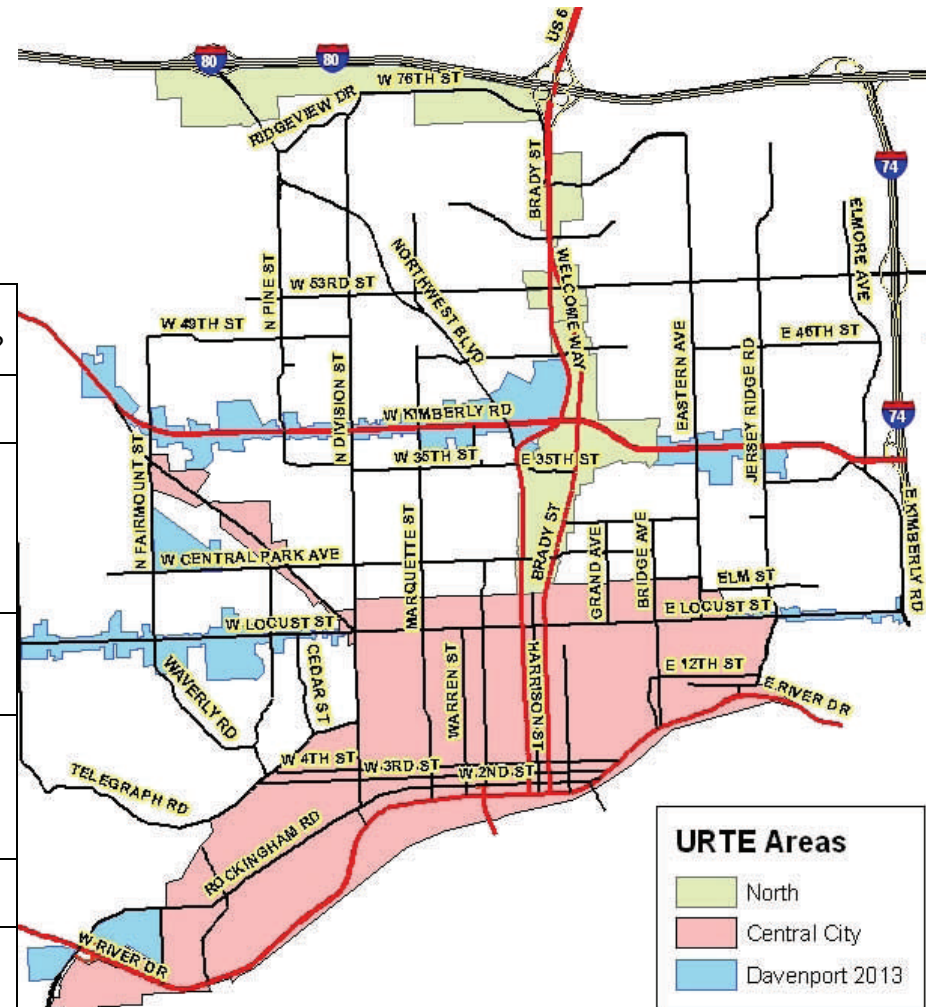 US 6
80
80
W 76TH ST
RIDGEVIEW DR
BRADY ST
74
ELMORE AVE
NORTHWEST BLVD
WELCOME WAY
N PINE ST
W 53RD ST
W 49TH ST
E 46TH ST
EASTERN AVE
JERSEY RIDGE RD
N DIVISION ST
W KIMBERLY RD
74
W 35TH ST
E 35TH ST
N FAIRMOUNT ST
MARQUETTE ST
BRADY ST
GRAND AVE
BRIDGE AVE
E KIMBERLY RD
W CENTRAL PARK AVE
ELM ST
E LOCUST ST
W LOCUST ST
CEDAR ST
WARREN ST
HARRISON ST
E 12TH ST
WAVERLY RD
E RIVER DR
W 4TH ST
W 3RD ST
W 2ND ST
TELEGRAPH RD
ROCKINGHAM RD
W RIVER DR
URTE Areas
North
Central City
Davenport 2013